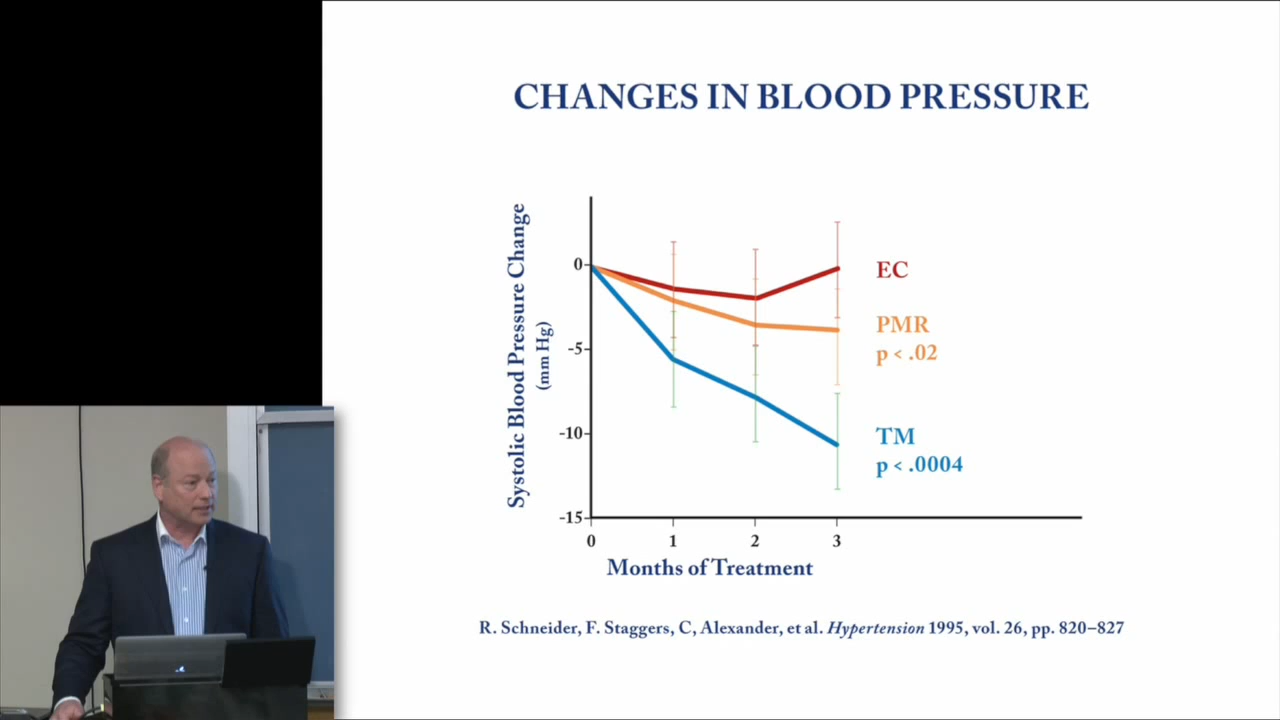 CHANGES IN BLOOD PRESSURE
Systolic Blood Pressure Change
(mm Hg)
0
-5
-10
-15
0 1 2 3
Months of Treatment
EC
PMR
p < .02
TM
p < .0004
R. Schneider, F. Staggers, C, Alexander, et al. Hypertension 1995, vol. 26, pp. 820–827